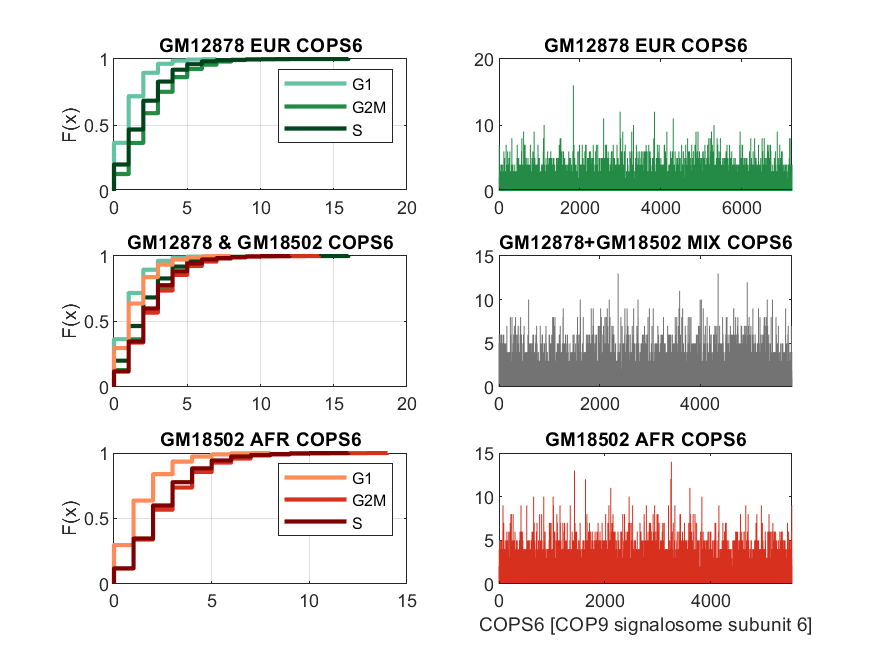 GM12878 EUR COPS6
F(x)
1
0.5
0
0 5 10 15 20
G1
G2M
S
GM12878 EUR COPS6
20
10
0
0 2000 4000 6000
GM12878 & GM18502 COPS6
F(x)
1
0.5
0
0 5 10 15 20
GM12878+GM18502 MIX COPS6
15
10
5
0
0 2000 4000
GM18502 AFR COPS6
F(x)
1
0.5
0
0 5 10 15
G1
G2M
S
GM18502 AFR COPS6
15
10
5
0
0 2000 4000
COPS6 [COP9 signalosome subunit 6]